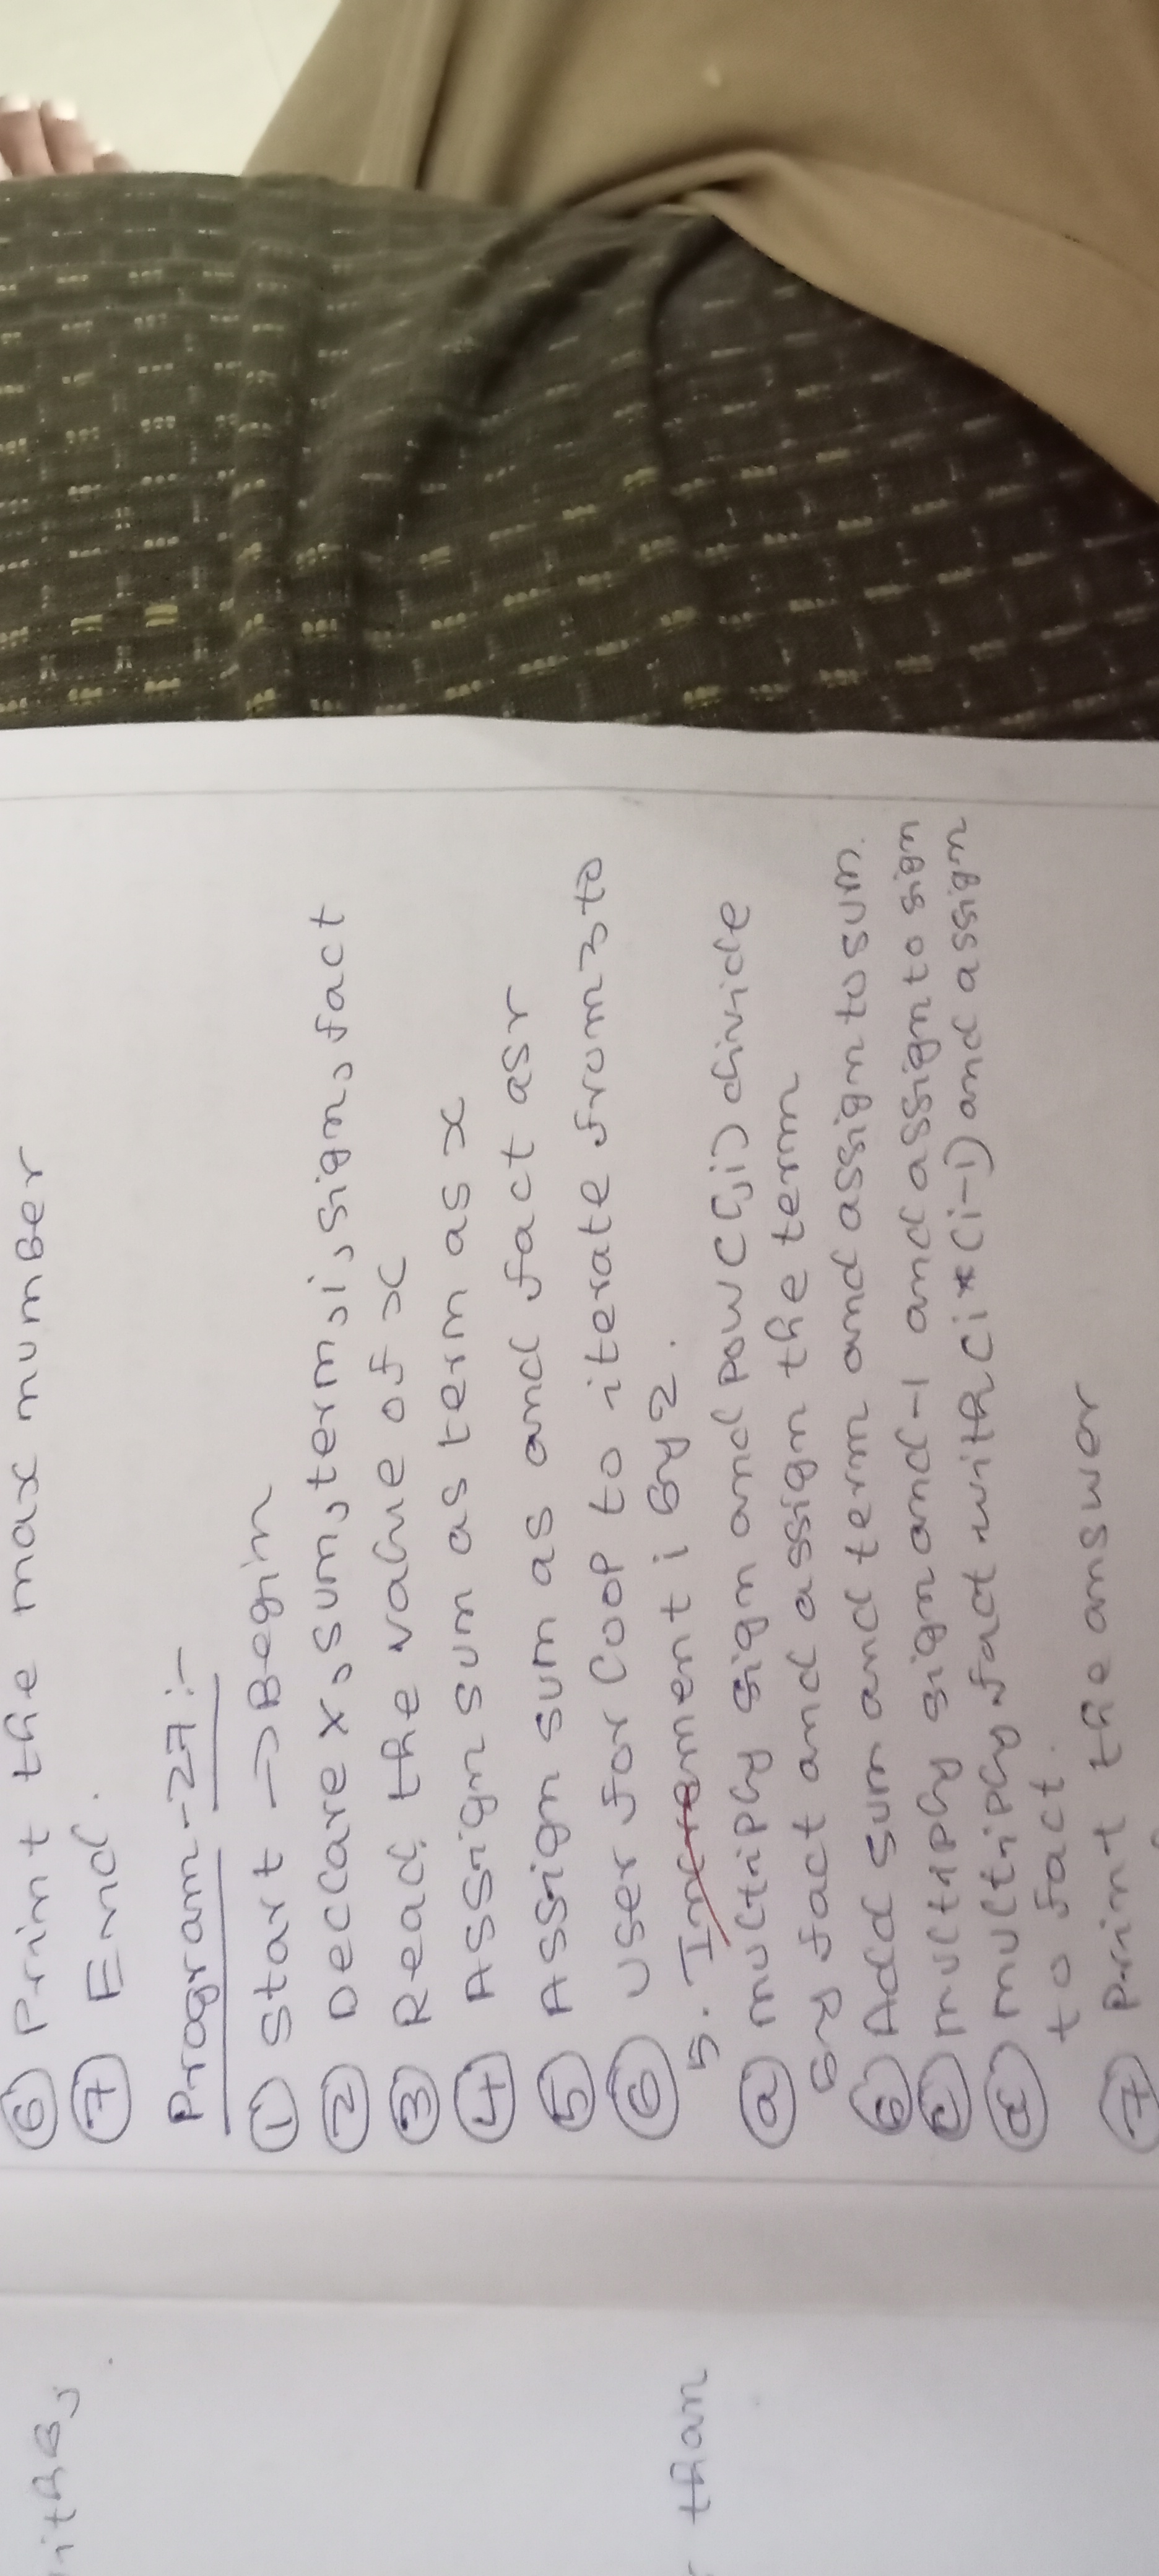 ⑥ Print the max number
⑦ End.
Program-27:-
① Start → Begin
② Declare x, sum, term, i, sign, fact
③ Read the value of x
④ Assign sum as term as x
⑤ Assign sum as and fact as r
⑥ User for loop to iterate from 3 to
5. Increment i by 2.
ⓐ multiply sign and pow(,i) divide
by fact and assign the term
ⓑ Add sum and term and assign to sum.
ⓒ multiply sign and -1 and assign to sign
ⓓ multiply fact with (i*(i-1) and assign
to fact.
⑦ Print the answer
than